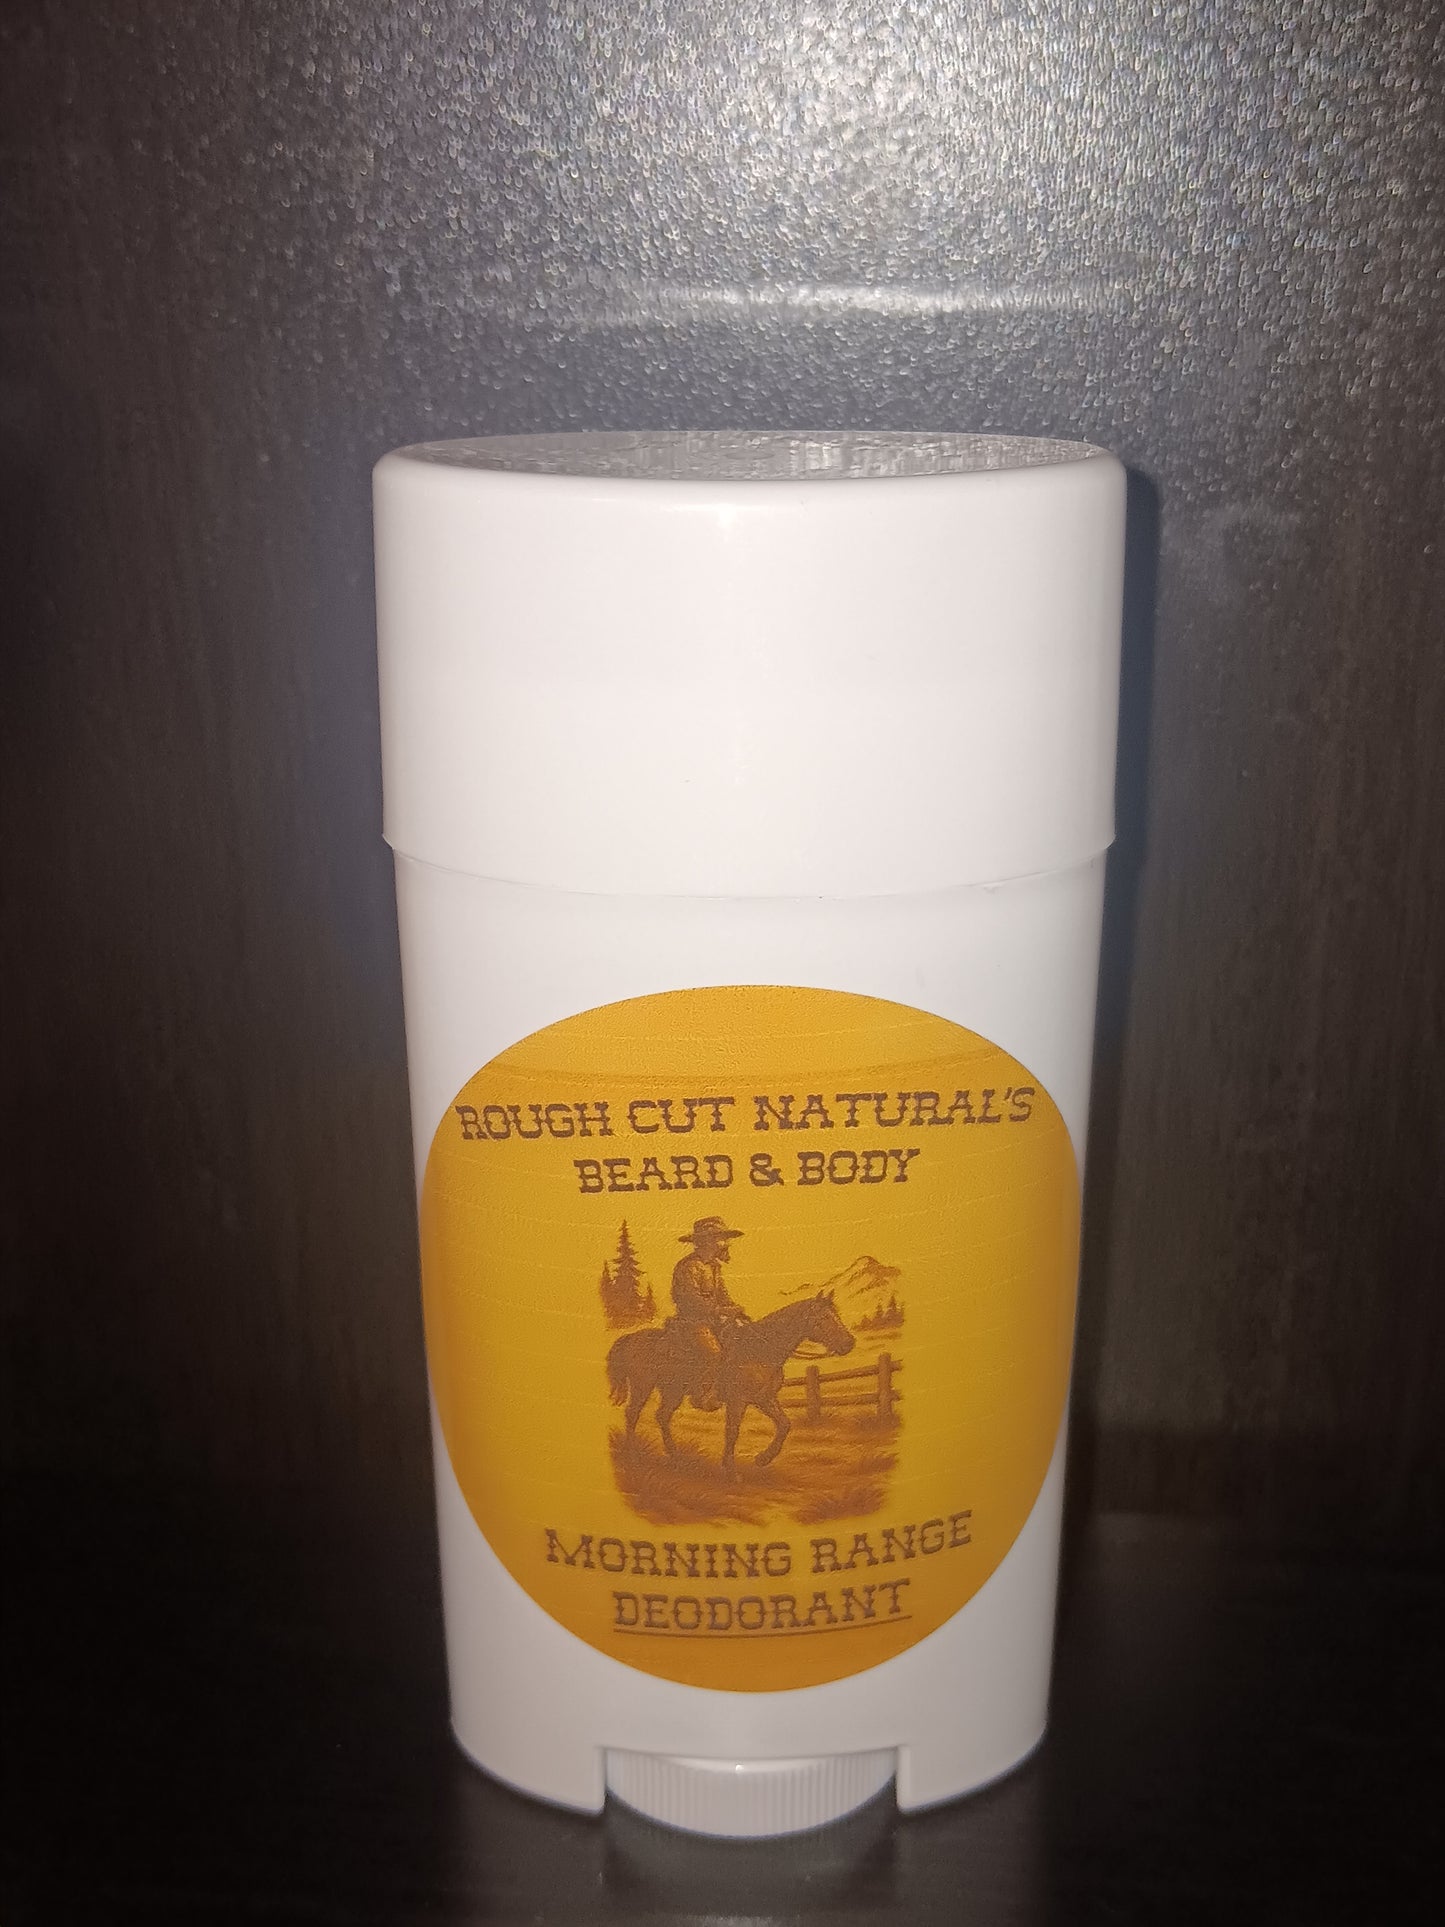 ROUGH CUT NATURAL'S
BEARD & BODY
MORNING RANGE
DEODORANT